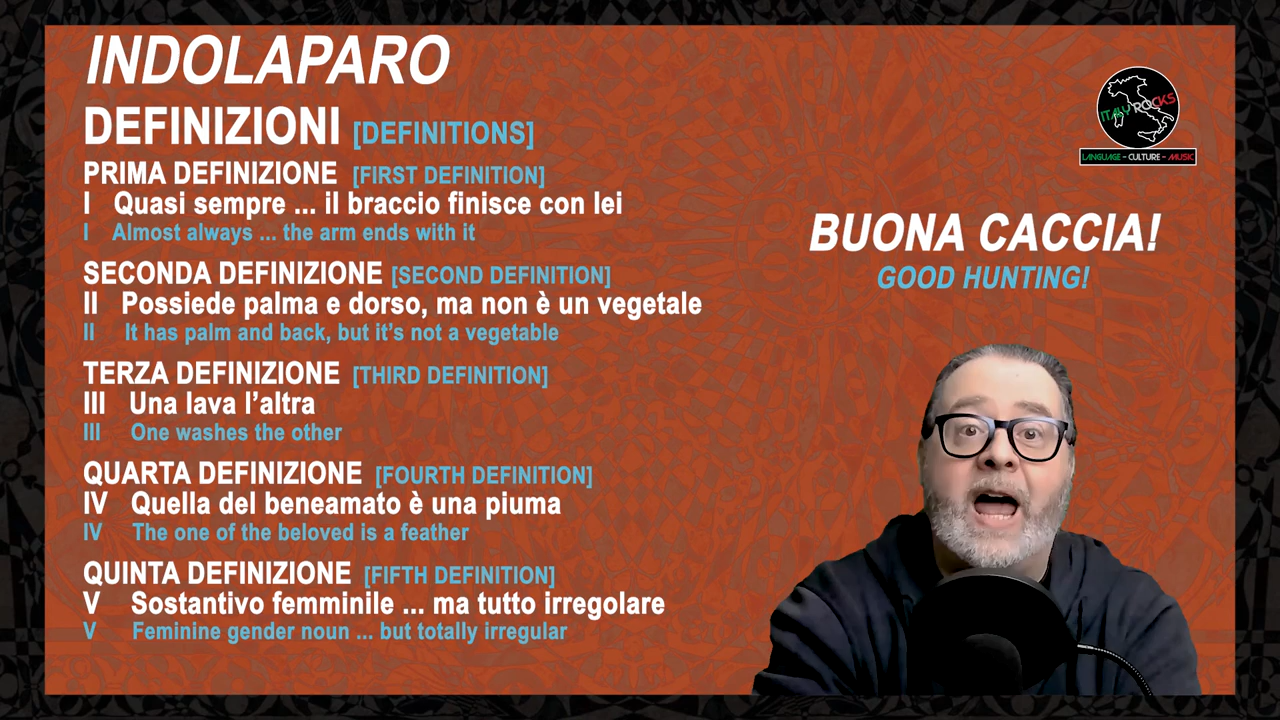 INDOLAPARO
DEFINIZIONI [DEFINITIONS]
PRIMA DEFINIZIONE [FIRST DEFINITION]
I Quasi sempre ... il braccio finisce con lei
I Almost always ... the arm ends with it
SECONDA DEFINIZIONE [SECOND DEFINITION]
II Possiede palma e dorso, ma non è un vegetale
II It has palm and back, but it's not a vegetable
TERZA DEFINIZIONE [THIRD DEFINITION]
III Una lava l'altra
III One washes the other
QUARTA DEFINIZIONE [FOURTH DEFINITION]
IV Quella del beneamato è una piuma
IV The one of the beloved is a feather
QUINTA DEFINIZIONE [FIFTH DEFINITION]
V Sostantivo femminile ... ma tutto irregolare
V Feminine gender noun ... but totally irregular
ITALY ROCKS
LANGUAGE - CULTURE - MUSIC
BUONA CACCIA!
GOOD HUNTING!